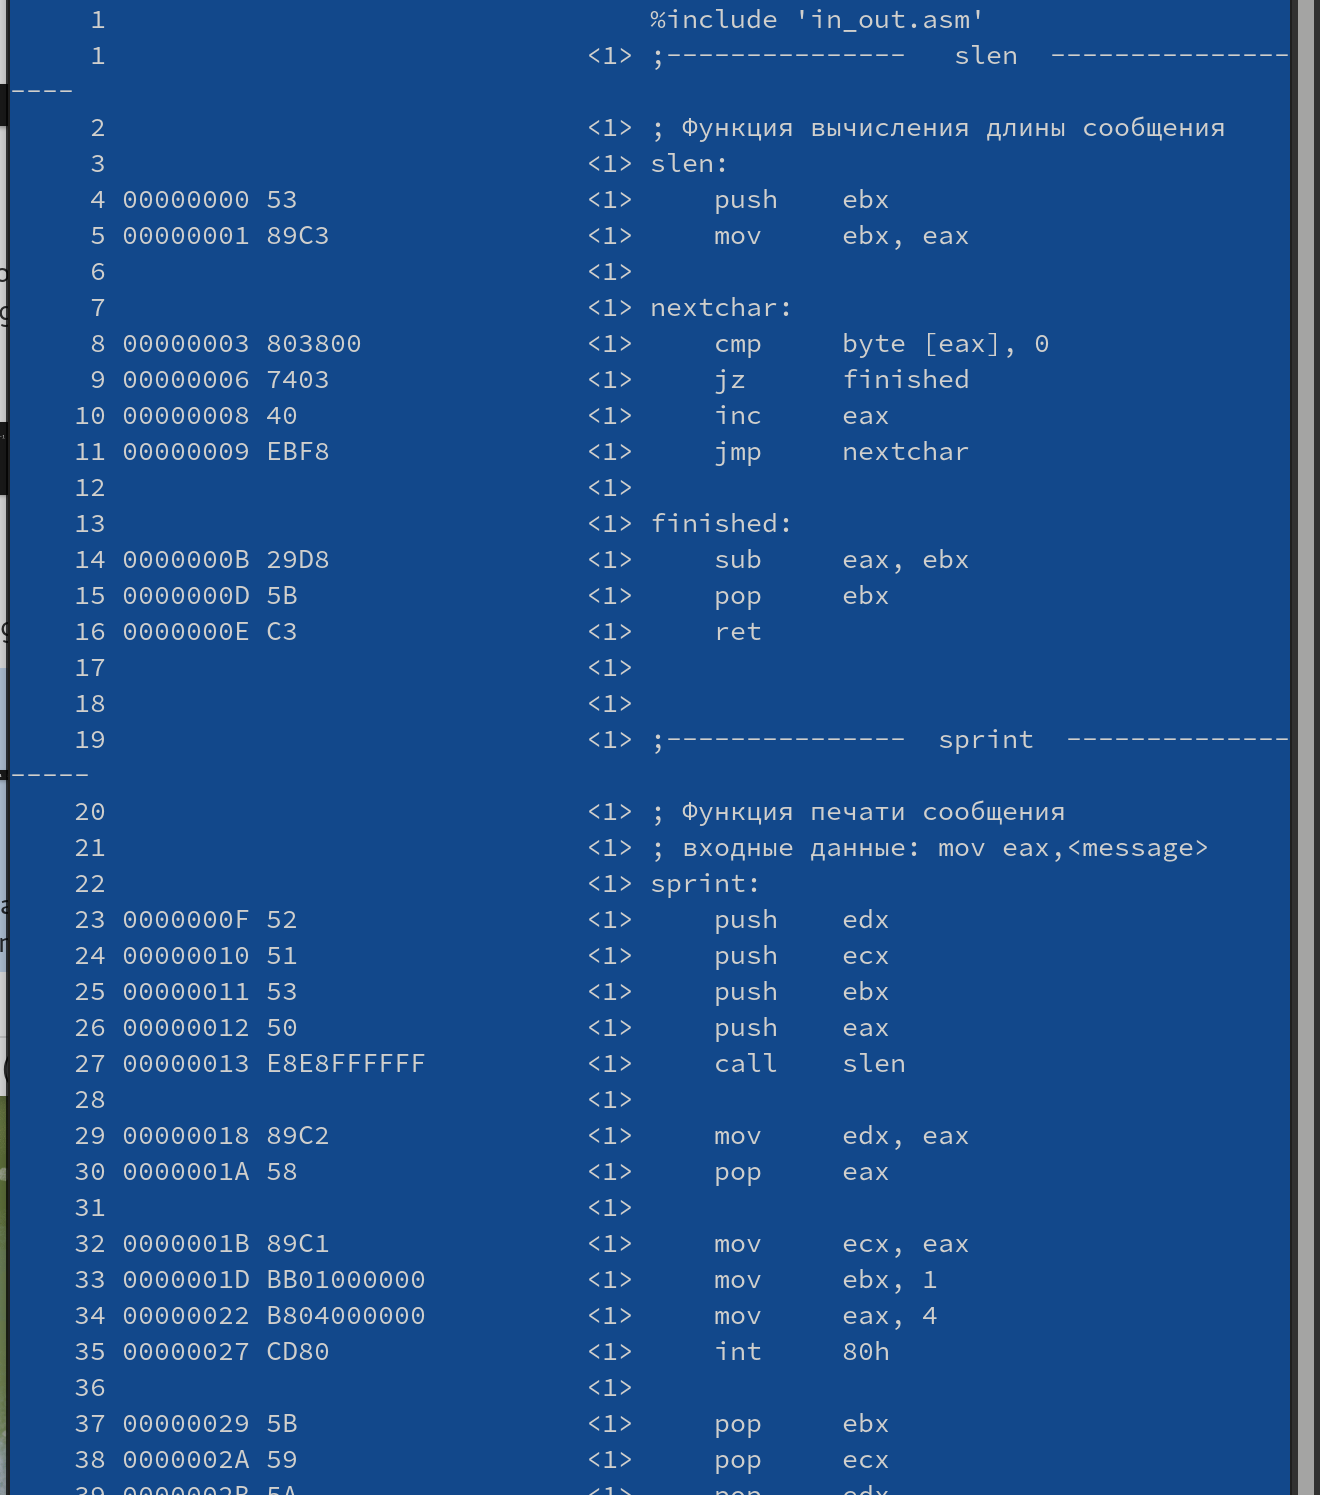 1 %include 'in_out.asm'
1 <1> ;--------------- slen ---------------
----
2 <1> ; Функция вычисления длины сообщения
3 <1> slen:
4 00000000 53 <1> push ebx
5 00000001 89C3 <1> mov ebx, eax
6 <1>
7 <1> nextchar:
8 00000003 803800 <1> cmp byte [eax], 0
9 00000006 7403 <1> jz finished
10 00000008 40 <1> inc eax
11 00000009 EBF8 <1> jmp nextchar
12 <1>
13 <1> finished:
14 0000000B 29D8 <1> sub eax, ebx
15 0000000D 5B <1> pop ebx
16 0000000E C3 <1> ret
17 <1>
18 <1>
19 <1> ;--------------- sprint --------------
-----
20 <1> ; Функция печати сообщения
21 <1> ; входные данные: mov eax,<message>
22 <1> sprint:
23 0000000F 52 <1> push edx
24 00000010 51 <1> push ecx
25 00000011 53 <1> push ebx
26 00000012 50 <1> push eax
27 00000013 E8E8FFFFFF <1> call slen
28 <1>
29 00000018 89C2 <1> mov edx, eax
30 0000001A 58 <1> pop eax
31 <1>
32 0000001B 89C1 <1> mov ecx, eax
33 0000001D BB01000000 <1> mov ebx, 1
34 00000022 B804000000 <1> mov eax, 4
35 00000027 CD80 <1> int 80h
36 <1>
37 00000029 5B <1> pop ebx
38 0000002A 59 <1> pop ecx
39 0000002B 5A <1> pop edx